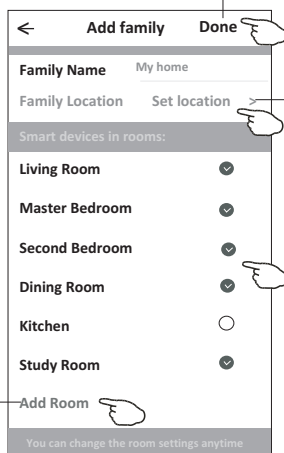 ← Add family Done
Family Name My home
Family Location Set location >
Smart devices in rooms:
Living Room
Master Bedroom
Second Bedroom
Dining Room
Kitchen
Study Room
Add Room
You can change the room settings anytime